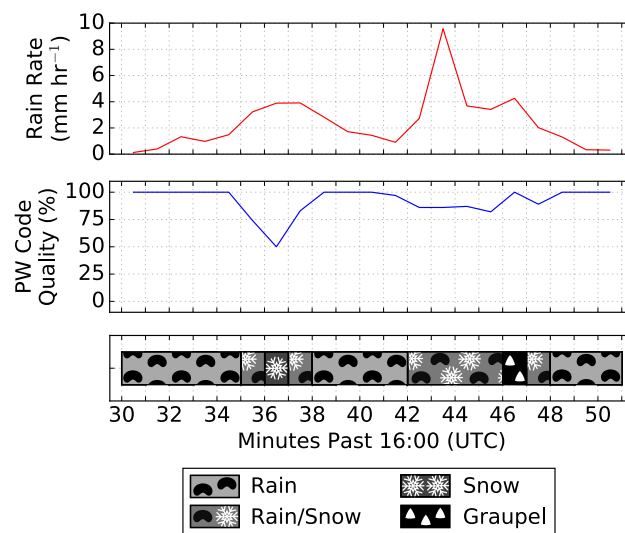 10
8
6
4
2
0
Rain Rate
(mm hr⁻¹)
100
75
50
25
0
PW Code
Quality (%)
30 32 34 36 38 40 42 44 46 48 50
Minutes Past 16:00 (UTC)
Rain Snow
Rain/Snow Graupel